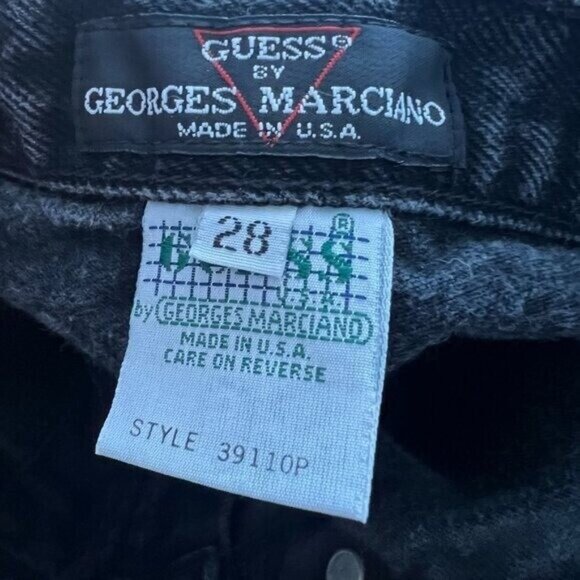 GUESS®
BY
GEORGES MARCIANO
MADE IN U.S.A.
28
®
U.S.A.
by GEORGES MARCIANO
MADE IN U.S.A.
CARE ON REVERSE
STYLE 39110P